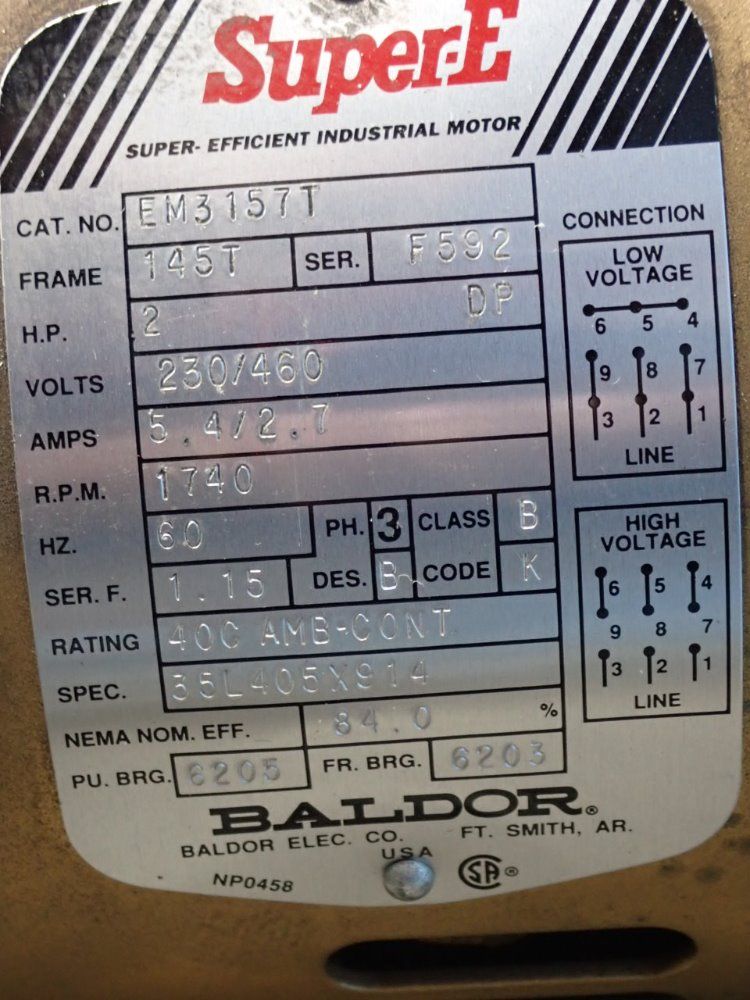 Super-E
SUPER-EFFICIENT INDUSTRIAL MOTOR
CAT. NO. EM3157T
FRAME 145T SER. F592
H.P. 2 DP
VOLTS 230/460
AMPS 5.4/2.7
R.P.M. 1740
HZ. 60 PH. 3 CLASS B
SER. F. 1.15 DES. B CODE K
RATING 40C AMB-CONT
SPEC. 35L405X914
NEMA NOM. EFF. 84.0 %
PU. BRG. 6205 FR. BRG. 6203
CONNECTION
LOW
VOLTAGE
6 5 4
9 8 7
3 2 1
LINE
HIGH
VOLTAGE
6 5 4
9 8 7
3 2 1
LINE
BALDOR®
BALDOR ELEC. CO. FT. SMITH, AR.
USA
NP0458 SA®